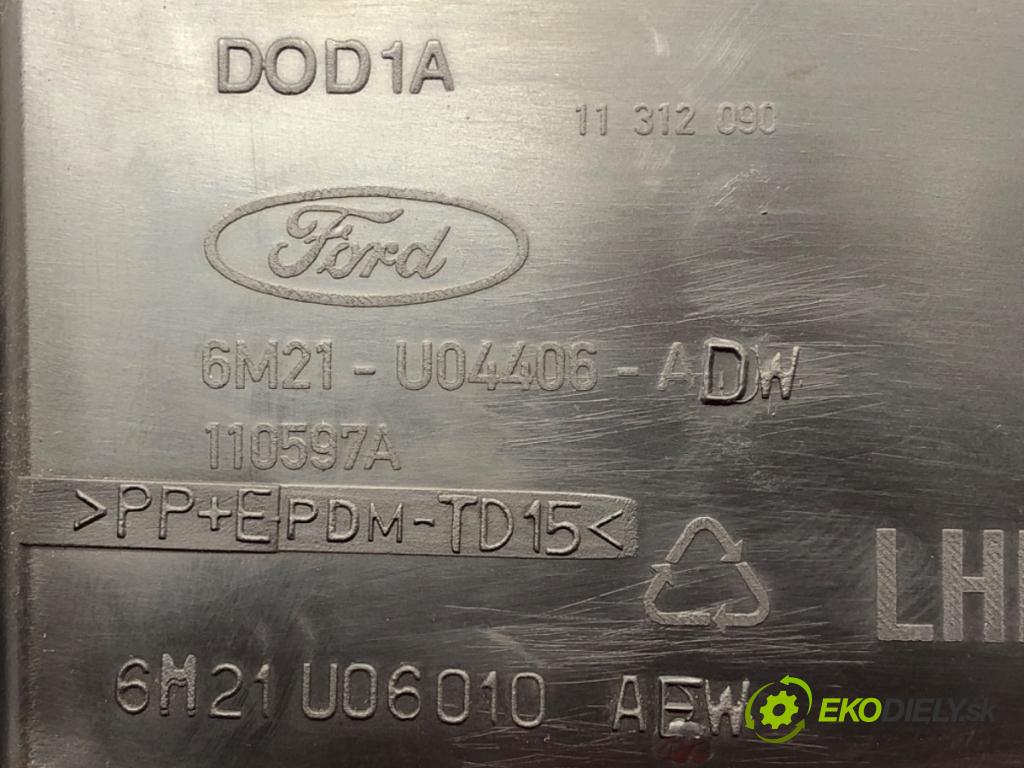 DOD1A
11 312 090
Ford
6M21-U04406-ADW
110597A
>PP+EPDM-TD15<
LH
6M21 U06010 AEW
EKODIELY.sk